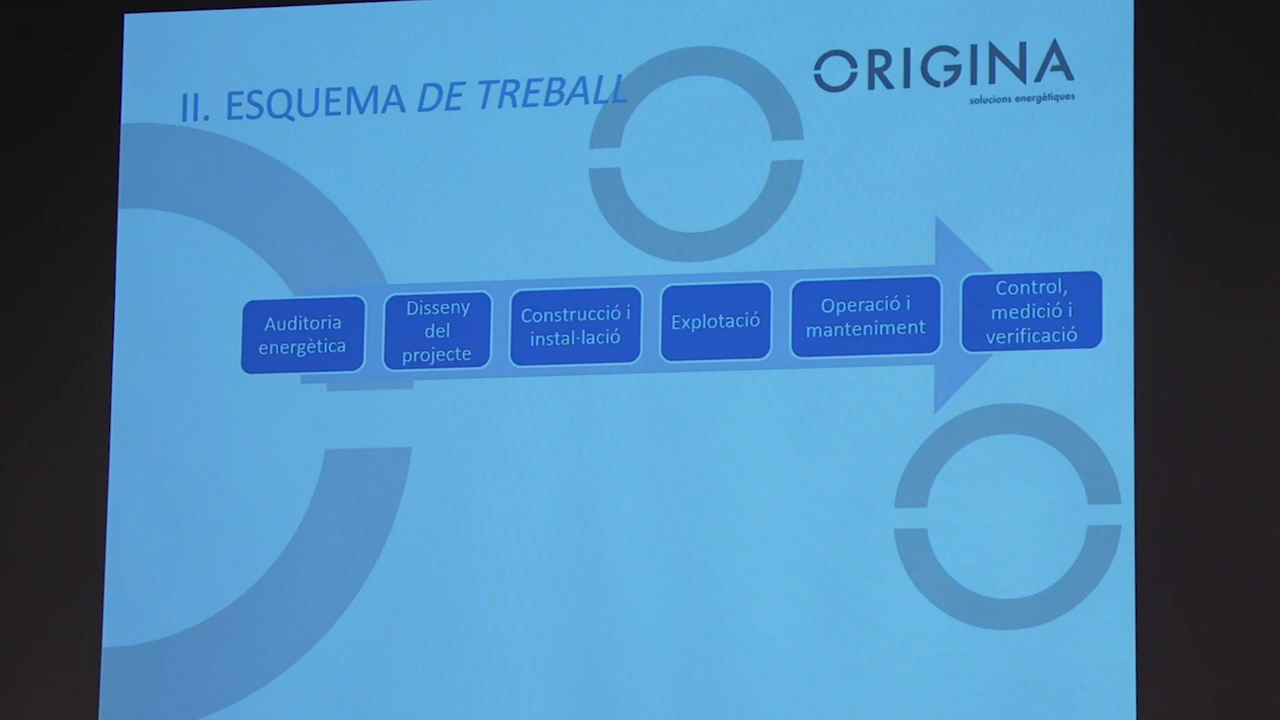 ORIGINA
solucions energètiques
II. ESQUEMA DE TREBALL
Auditoria
energètica
Disseny
del
projecte
Construcció i
instal·lació
Explotació
Operació i
manteniment
Control,
medició i
verificació